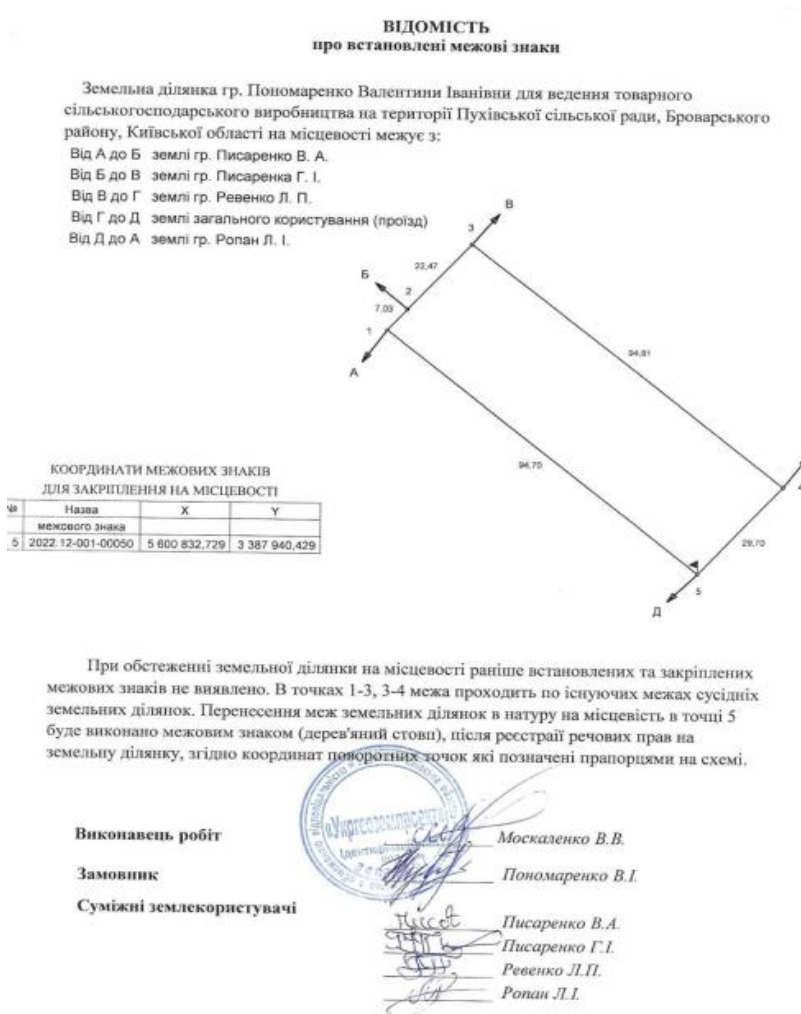 ВІДОМІСТЬ
про встановлені межові знаки
Земельна ділянка гр. Пономаренко Валентини Іванівни для ведення товарного
сільськогосподарського виробництва на території Пухівської сільської ради, Броварського
району, Київської області на місцевості межує з:
Від А до Б землі гр. Писаренко В. А.
Від Б до В землі гр. Писаренка Г. І.
Від В до Г землі гр. Ревенко Л. П.
Від Г до Д землі загального користування (проїзд)
Від Д до А землі гр. Ропан Л. І.
В
3
22,47
Б
2
7,03
1
А
94,81
94,70
4
29,70
5
Д
КООРДИНАТИ МЕЖОВИХ ЗНАКІВ
ДЛЯ ЗАКРІПЛЕННЯ НА МІСЦЕВОСТІ
№ Назва X Y
межового знака
5 2022.12-001-00050 5 600 832,729 3 387 940,429
При обстеженні земельної ділянки на місцевості раніше встановлених та закріплених
межових знаків не виявлено. В точках 1-3, 3-4 межа проходить по існуючих межах сусідніх
земельних ділянок. Перенесення меж земельних ділянок в натуру на місцевість в точці 5
буде виконано межовим знаком (дерев'яний стовп), після реєстраії речових прав на
земельну ділянку, згідно координат поворотних точок які позначені прапорцями на схемі.
«Укргеоземпроект»
Виконавець робіт Москаленко В.В.
Замовник Пономаренко В.І.
Суміжні землекористувачі
Писаренко В.А.
Писаренко Г.І.
Ревенко Л.П.
Ропан Л.І.